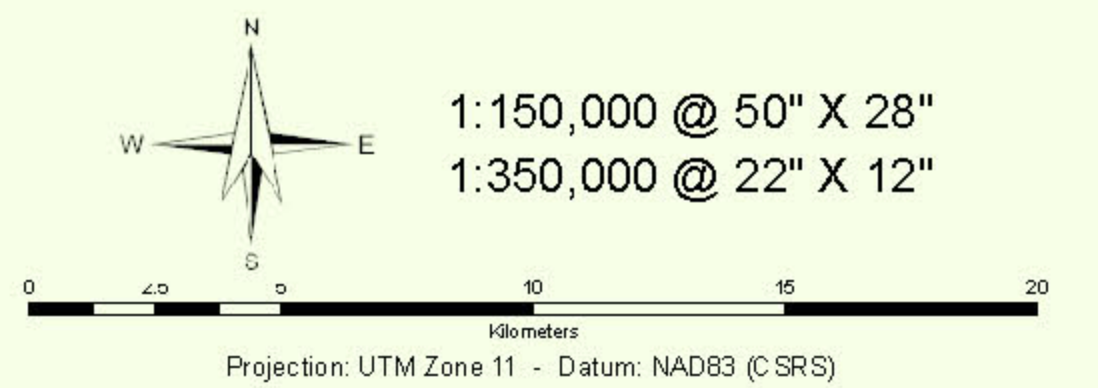 N
W E
1:150,000 @ 50" X 28"
1:350,000 @ 22" X 12"
S
0 2.5 5 10 15 20
Kilometers
Projection: UTM Zone 11 - Datum: NAD83 (CSRS)